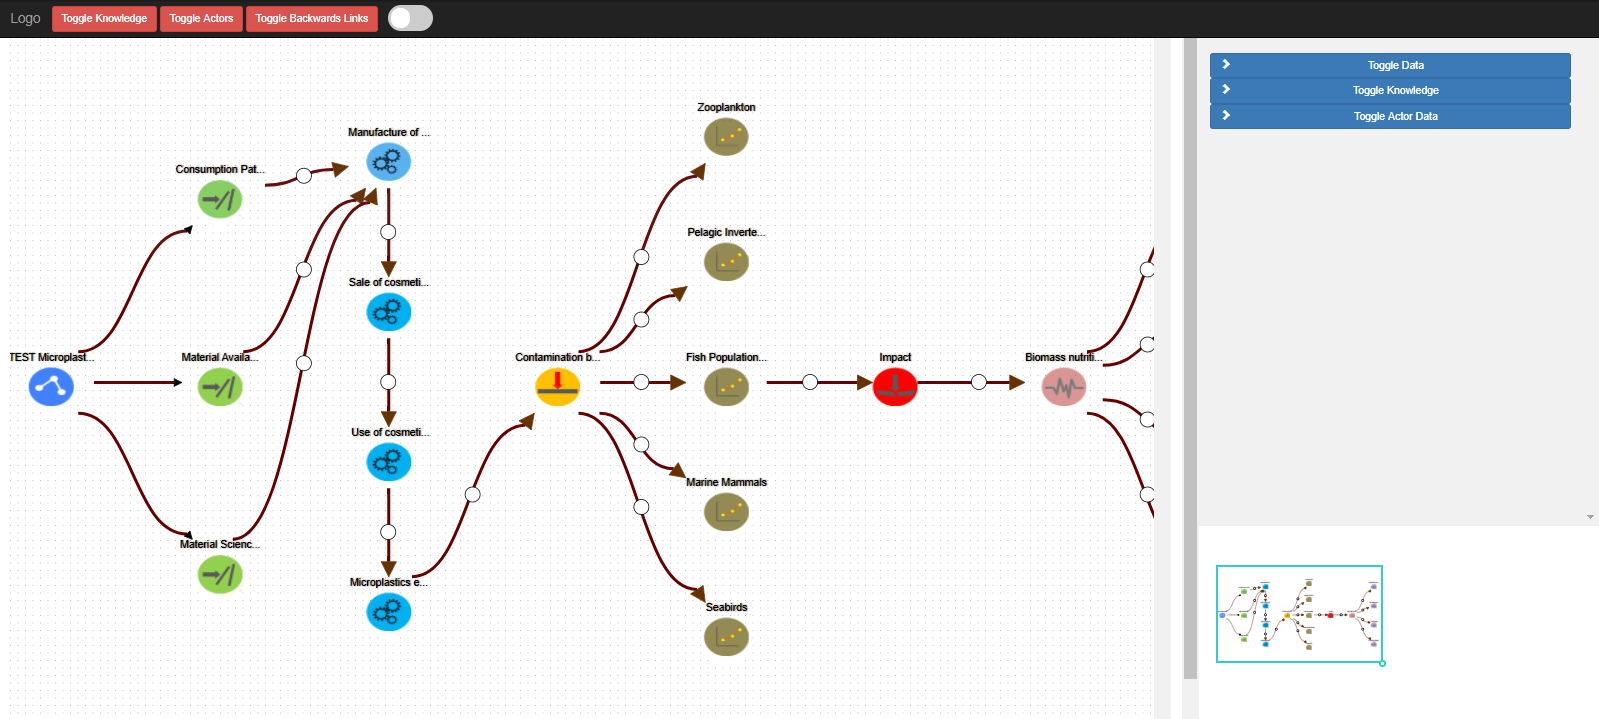 Logo
Toggle Knowledge
Toggle Actors
Toggle Backwards Links
Toggle Data
Toggle Knowledge
Toggle Actor Data
Zooplankton
Manufacture of ...
Consumption Pat...
Pelagic Inverte...
Sale of cosmeti...
TEST Microplast...
Material Availa...
Contamination b...
Fish Population...
Impact
Biomass nutriti...
Use of cosmeti...
Marine Mammals
Material Scienc...
Microplastics e...
Seabirds